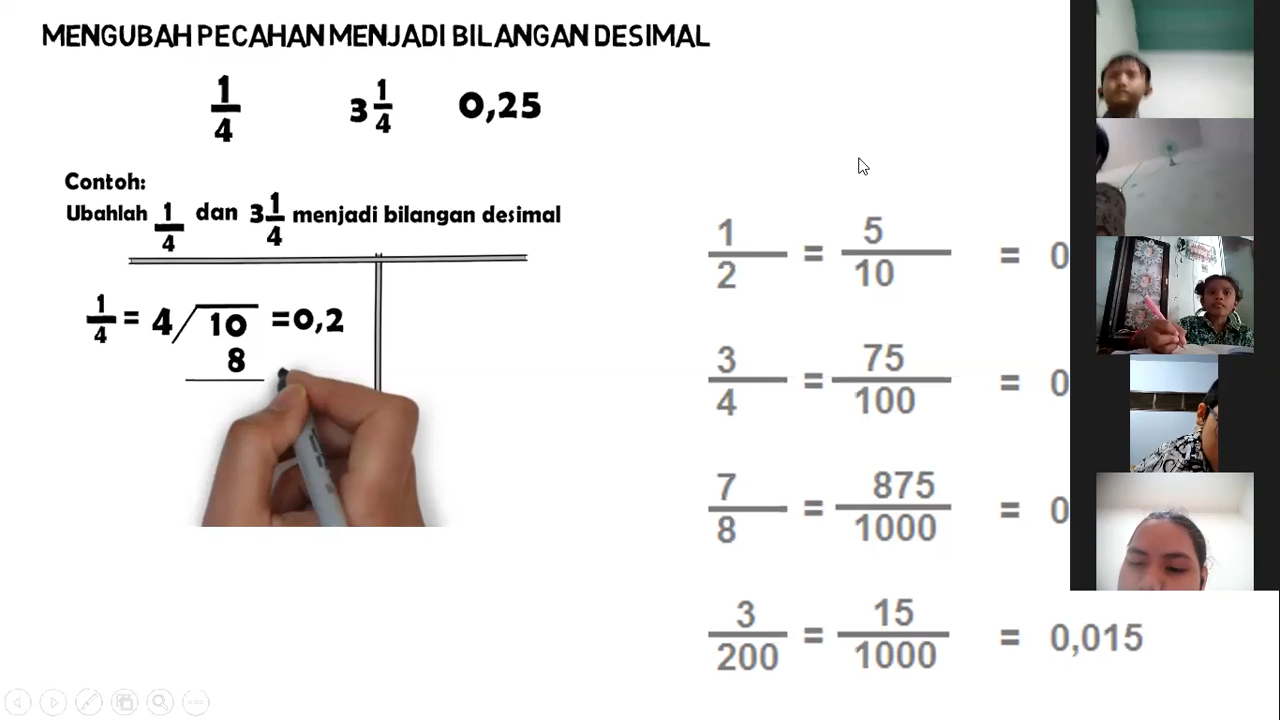 MENGUBAH PECAHAN MENJADI BILANGAN DESIMAL
1/4 3 1/4 0,25
Contoh:
Ubahlah 1/4 dan 3 1/4 menjadi bilangan desimal
1/4 = 4 / 10 = 0,2
8
1/2 = 5/10 = 0
3/4 = 75/100 = 0
7/8 = 875/1000 = 0
3/200 = 15/1000 = 0,015